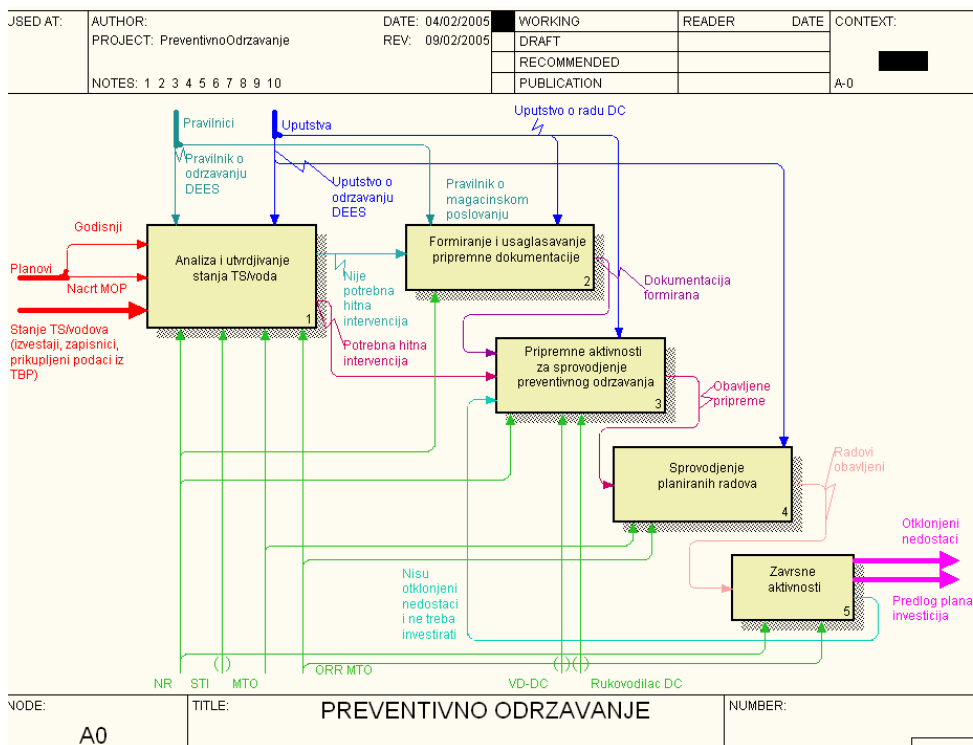 USED AT:
AUTHOR:
DATE: 04/02/2005
WORKING
READER
DATE
CONTEXT:
PROJECT: PreventivnoOdrzavanje
REV: 09/02/2005
DRAFT
RECOMMENDED
NOTES: 1 2 3 4 5 6 7 8 9 10
PUBLICATION
A-0
Pravilnici
Uputstva
Uputstvo o radu DC
Pravilnik o
odrzavanju
DEES
Uputstvo o
odrzavanju
DEES
Pravilnik o
magacinskom
poslovanju
Godisnji
Planovi
Nacrt MOP
Stanje TS/vodova
(izvestaji, zapisnici,
prikupljeni podaci iz
TBP)
Analiza i utvrdjivanje
stanja TS/voda
1
Nije
potrebna
hitna
intervencija
Potrebna hitna
intervencija
Formiranje i usaglasavanje
pripremne dokumentacije
2
Dokumentacija
formirana
Pripremne aktivnosti
za sprovodjenje
preventivnog odrzavanja
3
Obavljene
pripreme
Sprovodjenje
planiranih radova
4
Radovi
obavljeni
Zavrsne
aktivnosti
5
Otklonjeni
nedostaci
Predlog plana
investicija
Nisu
otklonjeni
nedostaci
i ne treba
investirati
NR
STI
MTO
ORR MTO
VD-DC
Rukovodilac DC
NODE:
TITLE:
PREVENTIVNO ODRZAVANJE
NUMBER:
A0